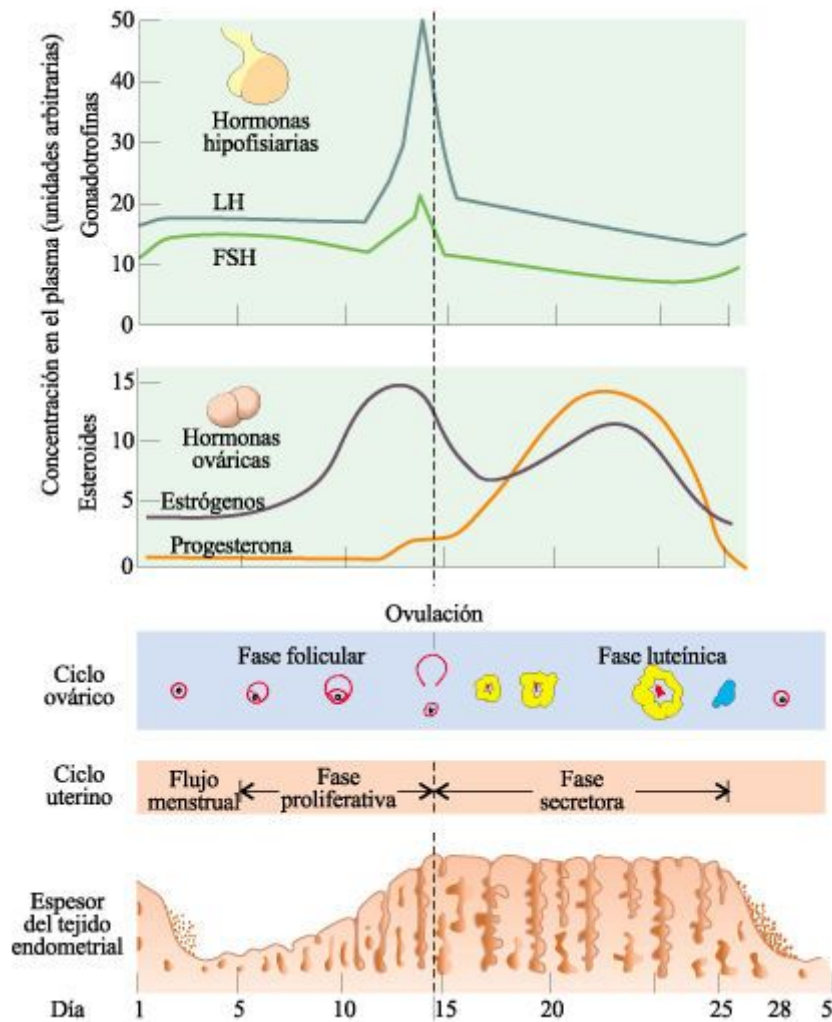 Concentración en el plasma (unidades arbitrarias)
Gonadotrofinas
50
40
30
20
10
0
Hormonas
hipofisiarias
LH
FSH
Esteroides
15
10
5
0
Hormonas
ováricas
Estrógenos
Progesterona
Ovulación
Ciclo
ovárico
Fase folicular
Fase luteínica
Ciclo
uterino
Flujo
menstrual
Fase
proliferativa
Fase
secretora
Espesor
del tejido
endometrial
Día 1 5 10 15 20 25 28 5